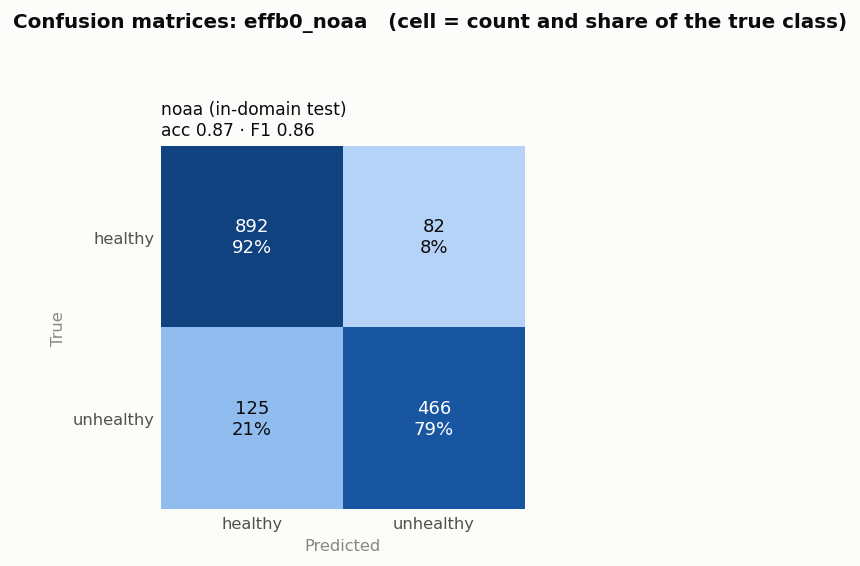 Confusion matrices: effb0_noaa   (cell = count and share of the true class)
noaa (in-domain test)
acc 0.87 · F1 0.86
healthy
892
92%
82
8%
True
unhealthy
125
21%
466
79%
healthy
unhealthy
Predicted